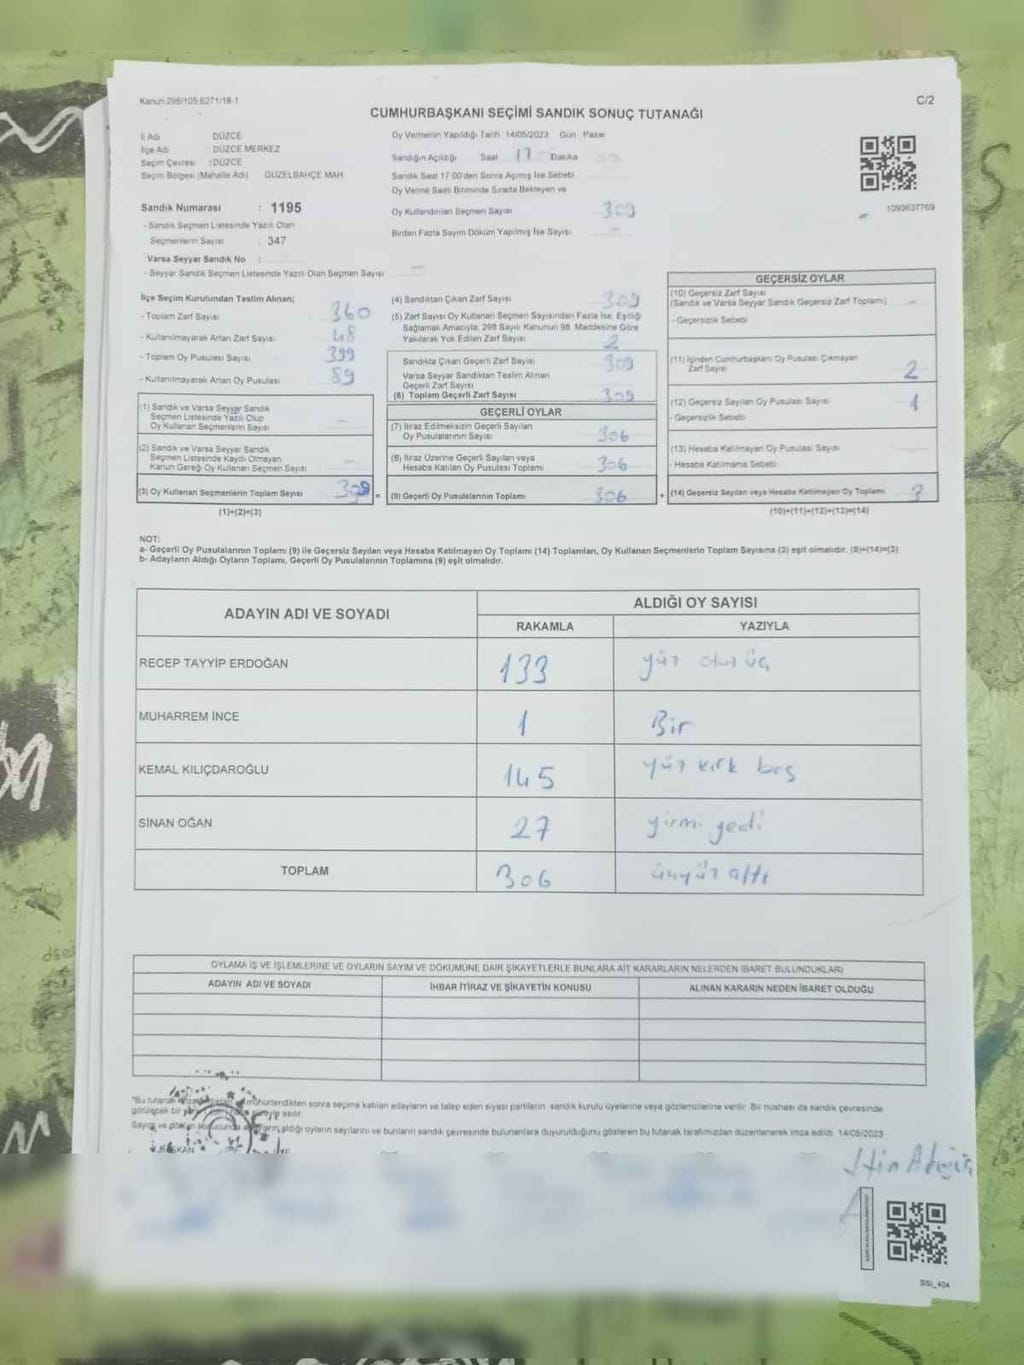 Kanun:298/105;6271/18-1
C/2
CUMHURBAŞKANI SEÇİMİ SANDIK SONUÇ TUTANAĞI
İl Adı DÜZCE
İlçe Adı DÜZCE MERKEZ
Seçim Çevresi :DÜZCE
Seçim Bölgesi (Mahalle Adı) GÜZELBAHÇE MAH.
Sandık Numarası : 1195
- Sandık Seçmen Listesinde Yazılı Olan
Seçmenlerin Sayısı : 347
Varsa Seyyar Sandık No :
- Seyyar Sandık Seçmen Listesinde Yazılı Olan Seçmen Sayısı
Oy Vermenin Yapıldığı Tarih :14/05/2023 Gün : Pazar
Sandığın Açıldığı Saat 17 Dakika
Sandık Saat 17.00'den Sonra Açılmış İse Sebebi
Oy Verme Saati Bitiminde Sırada Bekleyen ve
Oy Kullandırılan Seçmen Sayısı 309
Birden Fazla Sayım Döküm Yapılmış İse Sayısı
1093637769
İlçe Seçim Kurulundan Teslim Alınan;
- Toplam Zarf Sayısı 360
- Kullanılmayarak Artan Zarf Sayısı 48
- Toplam Oy Pusulası Sayısı 399
- Kullanılmayarak Artan Oy Pusulası 89
(1) Sandık ve Varsa Seyyar Sandık
Seçmen Listesinde Yazılı Olup
Oy Kullanan Seçmenlerin Sayısı
(2) Sandık ve Varsa Seyyar Sandık
Seçmen Listesinde Kaydı Olmayan
Kanun Gereği Oy Kullanan Seçmen Sayısı
(3) Oy Kullanan Seçmenlerin Toplam Sayısı 309 =
(1)+(2)=(3)
(4) Sandıktan Çıkan Zarf Sayısı 309
(5) Zarf Sayısı Oy Kullanan Seçmen Sayısından Fazla İse, Eşitliği
Sağlamak Amacıyla, 298 Sayılı Kanunun 98. Maddesine Göre
Yakılarak Yok Edilen Zarf Sayısı 2
Sandıkta Çıkan Geçerli Zarf Sayısı 309
Varsa Seyyar Sandıktan Teslim Alınan
Geçerli Zarf Sayısı
(6) Toplam Geçerli Zarf Sayısı 309
GEÇERLİ OYLAR
(7) İtiraz Edilmeksizin Geçerli Sayılan
Oy Pusulalarının Sayısı 306
(8) İtiraz Üzerine Geçerli Sayılan veya
Hesaba Katılan Oy Pusulası Toplamı 306
(9) Geçerli Oy Pusulalarının Toplamı 306 +
GEÇERSİZ OYLAR
(10) Geçersiz Zarf Sayısı
(Sandık ve Varsa Seyyar Sandık Geçersiz Zarf Toplamı)
- Geçersizlik Sebebi
(11) İçinden Cumhurbaşkanı Oy Pusulası Çıkmayan
Zarf Sayısı 2
(12) Geçersiz Sayılan Oy Pusulası Sayısı 1
- Geçersizlik Sebebi
(13) Hesaba Katılmayan Oy Pusulası Sayısı
- Hesaba Katılmama Sebebi
(14) Geçersiz Sayılan veya Hesaba Katılmayan Oy Toplamı 3
(10)+(11)+(12)+(13)=(14)
NOT:
a- Geçerli Oy Pusulalarının Toplamı (9) ile Geçersiz Sayılan veya Hesaba Katılmayan Oy Toplamı (14) Toplamları, Oy Kullanan Seçmenlerin Toplam Sayısına (3) eşit olmalıdır. (9)+(14)=(3)
b- Adayların Aldığı Oyların Toplamı, Geçerli Oy Pusulalarının Toplamına (9) eşit olmalıdır.
ADAYIN ADI VE SOYADI
ALDIĞI OY SAYISI
RAKAMLA YAZIYLA
RECEP TAYYİP ERDOĞAN 133 yüz otuz üç
MUHARREM İNCE 1 Bir
KEMAL KILIÇDAROĞLU 145 yüz kırk beş
SİNAN OĞAN 27 yirmi yedi
TOPLAM 306 üçyüz altı
OYLAMA İŞ VE İŞLEMLERİNE VE OYLARIN SAYIM VE DÖKÜMÜNE DAİR ŞİKAYETLERLE BUNLARA AİT KARARLARIN NELERDEN İBARET BULUNDUKLARI
ADAYIN ADI VE SOYADI İHBAR İTİRAZ VE ŞİKAYETİN KONUSU ALINAN KARARIN NEDEN İBARET OLDUĞU
"Bu tutanak mühürlendikten sonra seçime katılan adayların ve talep eden siyasi partilerin sandık kurulu üyelerine veya gözlemcilerine verilir. Bir nüshası da sandık çevresinde
görülecek bir yere asılır.
Sayım ve döküm sonucunda adayların aldığı oyların sayılarını ve bunların sandık çevresinde bulunanlara duyurulduğunu gösteren bu tutanak tarafımızdan düzenlenerek imza edildi. 14/05/2023
BAŞKAN
SSI_404